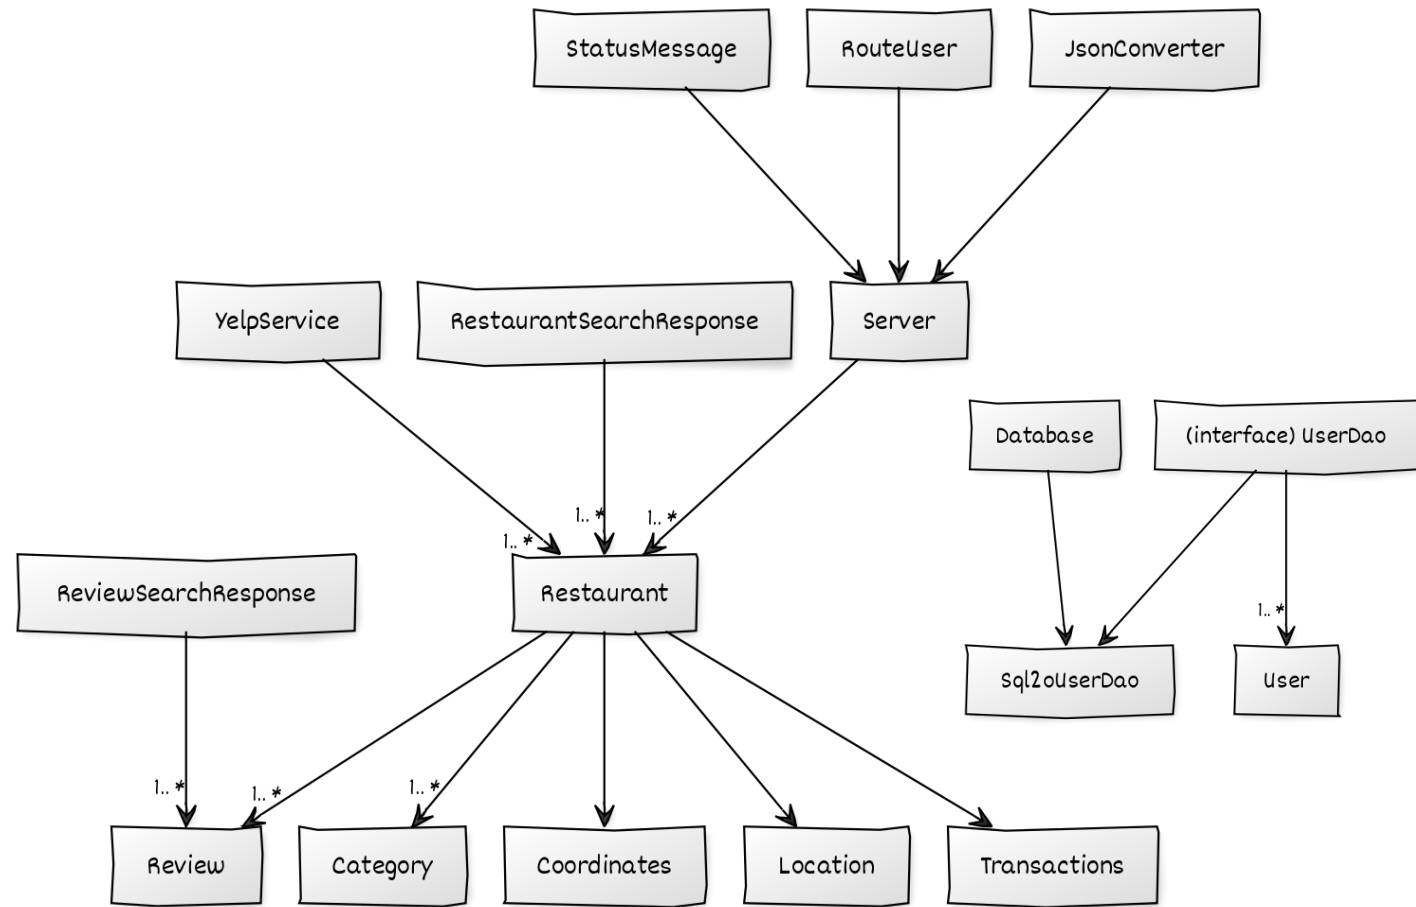 StatusMessage
RouteUser
JsonConverter
YelpService
RestaurantSearchResponse
Server
Database
(interface) UserDao
1.. *
1.. *
1.. *
ReviewSearchResponse
Restaurant
1.. *
Sql2oUserDao
User
1.. *
1.. *
1.. *
Review
Category
Coordinates
Location
Transactions